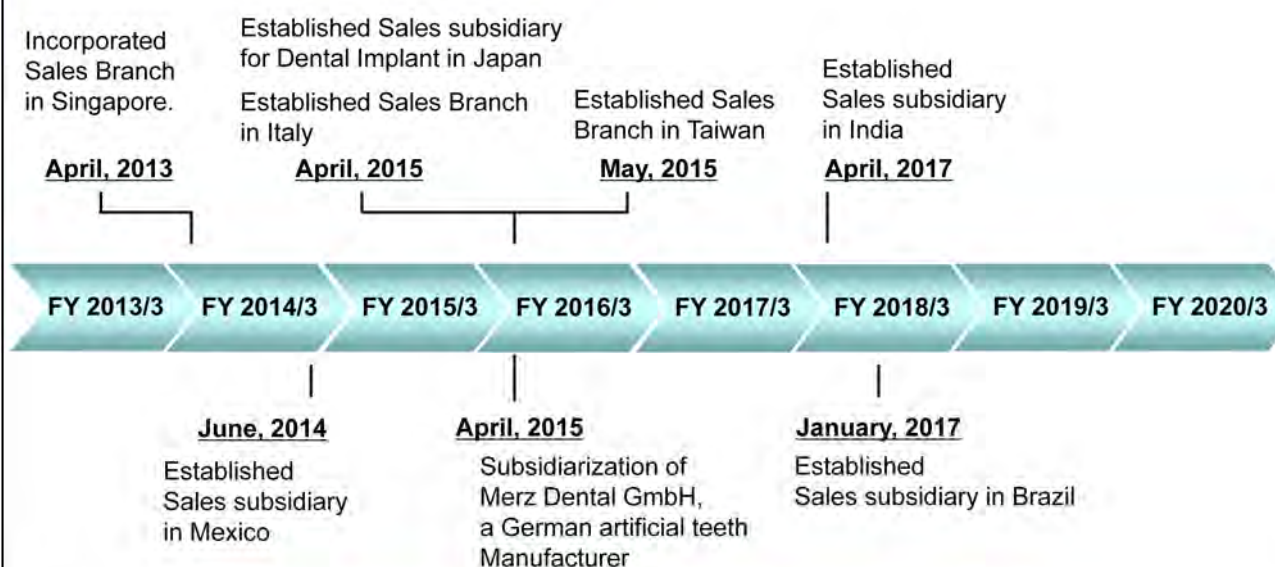 Incorporated
Sales Branch
in Singapore.
April, 2013
Established Sales subsidiary
for Dental Implant in Japan
Established Sales Branch
in Italy
April, 2015
Established Sales
Branch in Taiwan
May, 2015
Established
Sales subsidiary
in India
April, 2017
FY 2013/3
FY 2014/3
FY 2015/3
FY 2016/3
FY 2017/3
FY 2018/3
FY 2019/3
FY 2020/3
June, 2014
Established
Sales subsidiary
in Mexico
April, 2015
Subsidiarization of
Merz Dental GmbH,
a German artificial teeth
Manufacturer
January, 2017
Established
Sales subsidiary in Brazil